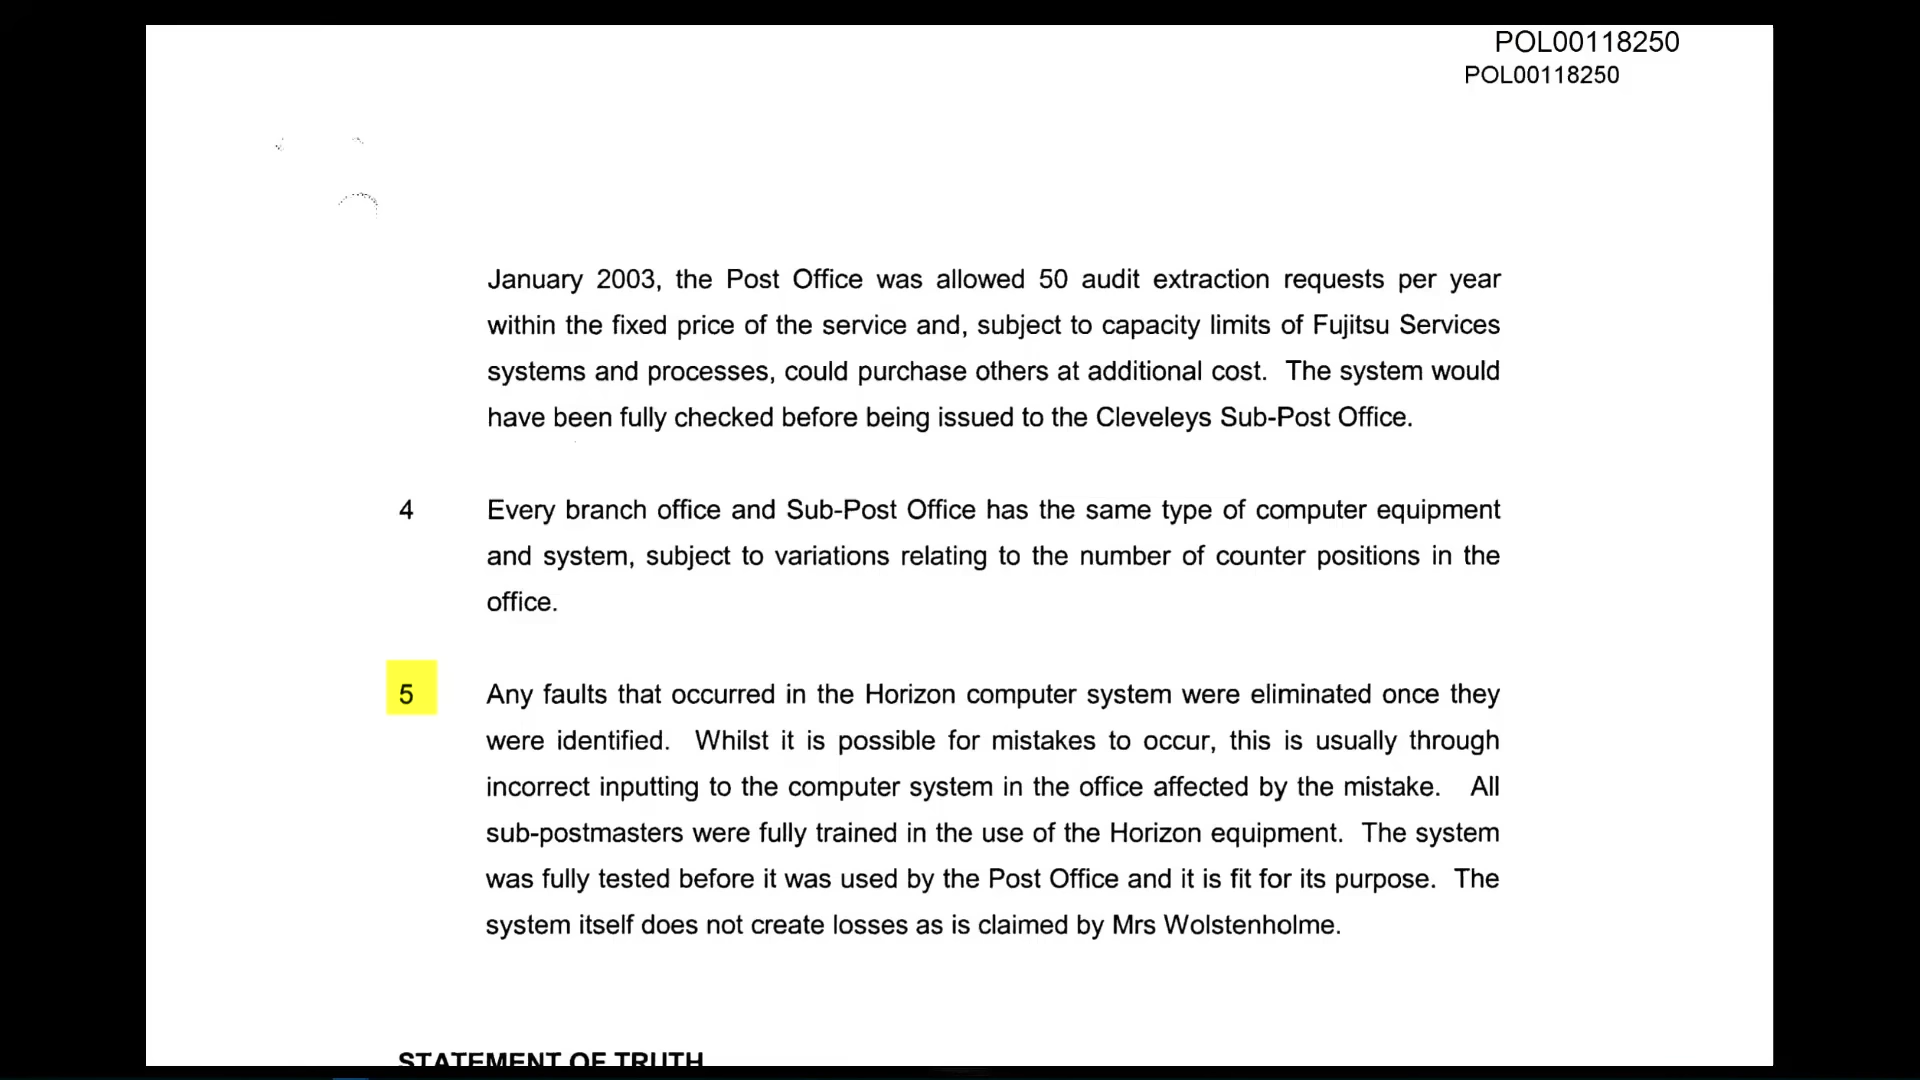 POL00118250
POL00118250
January 2003, the Post Office was allowed 50 audit extraction requests per year
within the fixed price of the service and, subject to capacity limits of Fujitsu Services
systems and processes, could purchase others at additional cost. The system would
have been fully checked before being issued to the Cleveleys Sub-Post Office.
4 Every branch office and Sub-Post Office has the same type of computer equipment
and system, subject to variations relating to the number of counter positions in the
office.
5 Any faults that occurred in the Horizon computer system were eliminated once they
were identified. Whilst it is possible for mistakes to occur, this is usually through
incorrect inputting to the computer system in the office affected by the mistake. All
sub-postmasters were fully trained in the use of the Horizon equipment. The system
was fully tested before it was used by the Post Office and it is fit for its purpose. The
system itself does not create losses as is claimed by Mrs Wolstenholme.
STATEMENT OF TRUTH